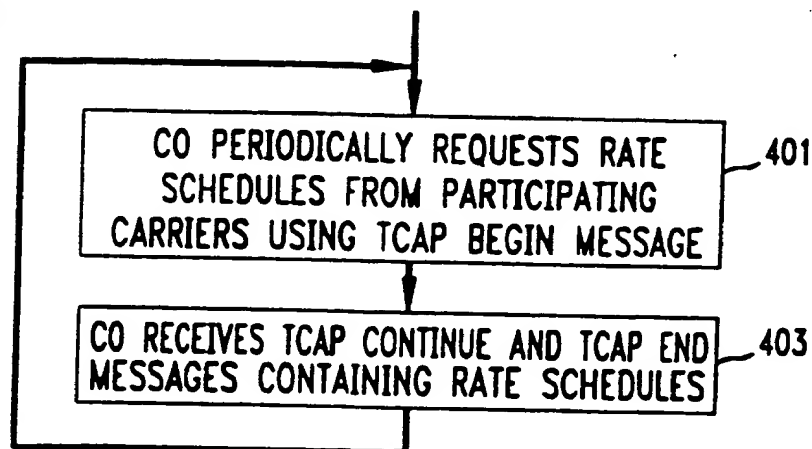 CO PERIODICALLY REQUESTS RATE
SCHEDULES FROM PARTICIPATING
CARRIERS USING TCAP BEGIN MESSAGE
401
CO RECEIVES TCAP CONTINUE AND TCAP END
MESSAGES CONTAINING RATE SCHEDULES
403